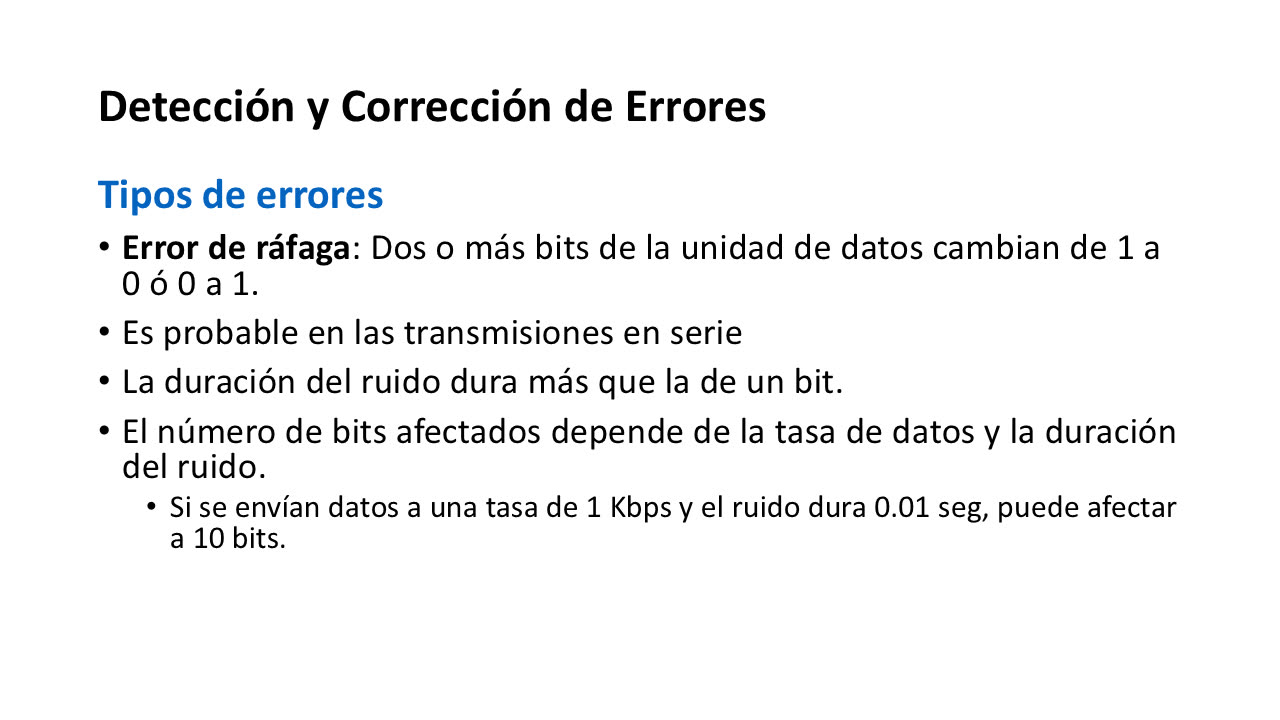 Detección y Corrección de Errores
Tipos de errores
• Error de ráfaga: Dos o más bits de la unidad de datos cambian de 1 a
0 ó 0 a 1.
• Es probable en las transmisiones en serie
• La duración del ruido dura más que la de un bit.
• El número de bits afectados depende de la tasa de datos y la duración
del ruido.
• Si se envían datos a una tasa de 1 Kbps y el ruido dura 0.01 seg, puede afectar
a 10 bits.